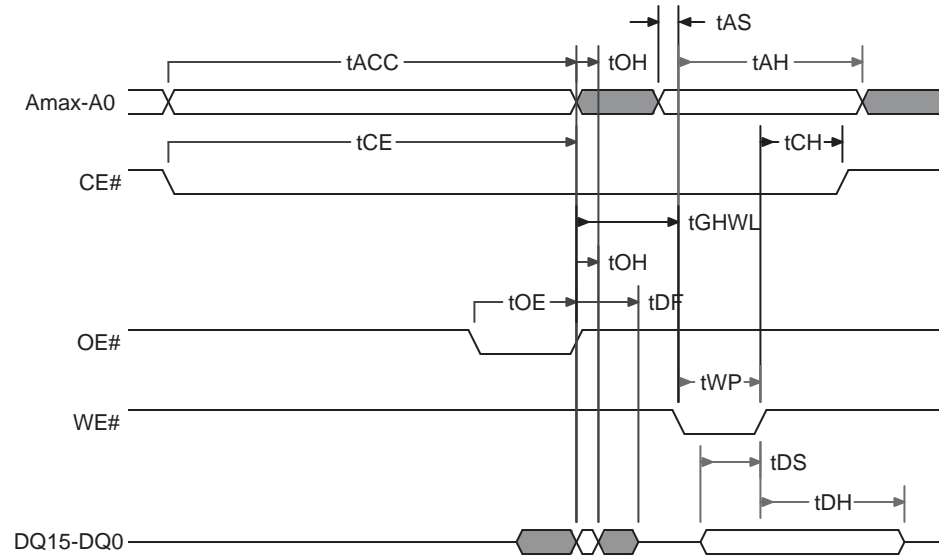 tAS
tACC
tOH
tAH
Amax-A0
tCE
tCH
CE#
tGHWL
tOH
tOE
tDF
OE#
tWP
WE#
tDS
tDH
DQ15-DQ0